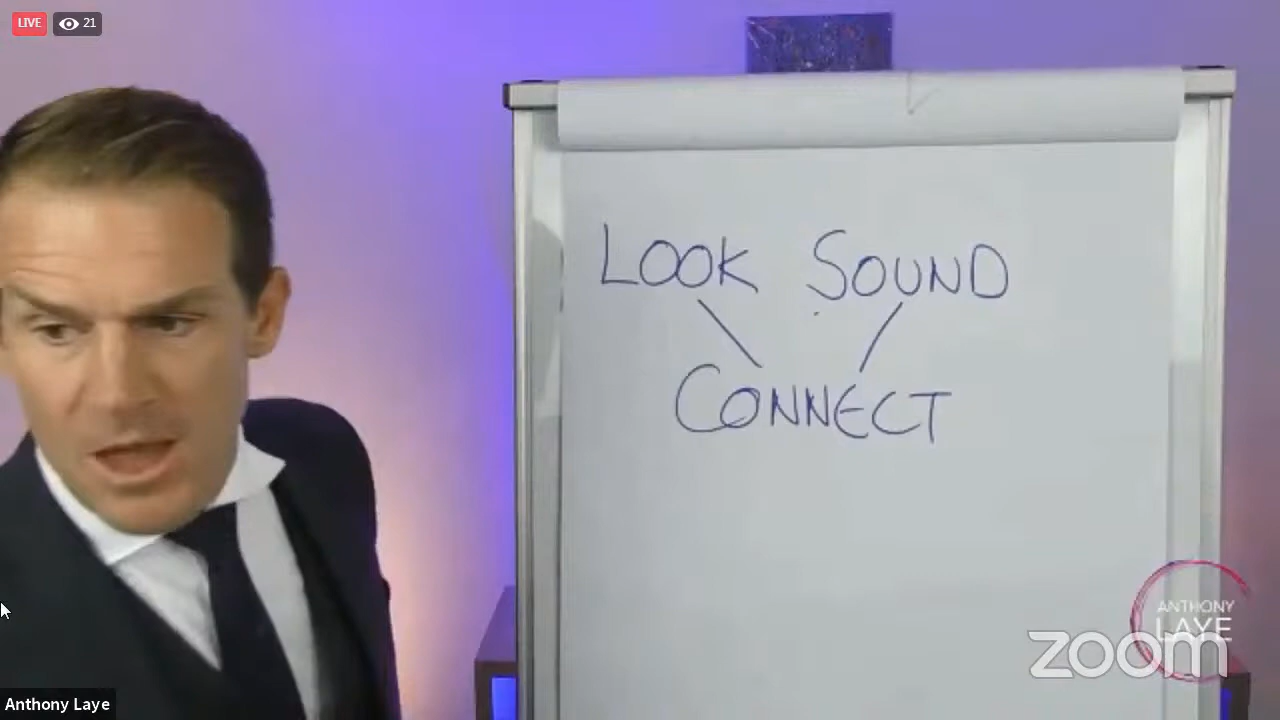 LIVE 21
LOOK SOUND
CONNECT
ANTHONY
LAYE
zoom
Anthony Laye